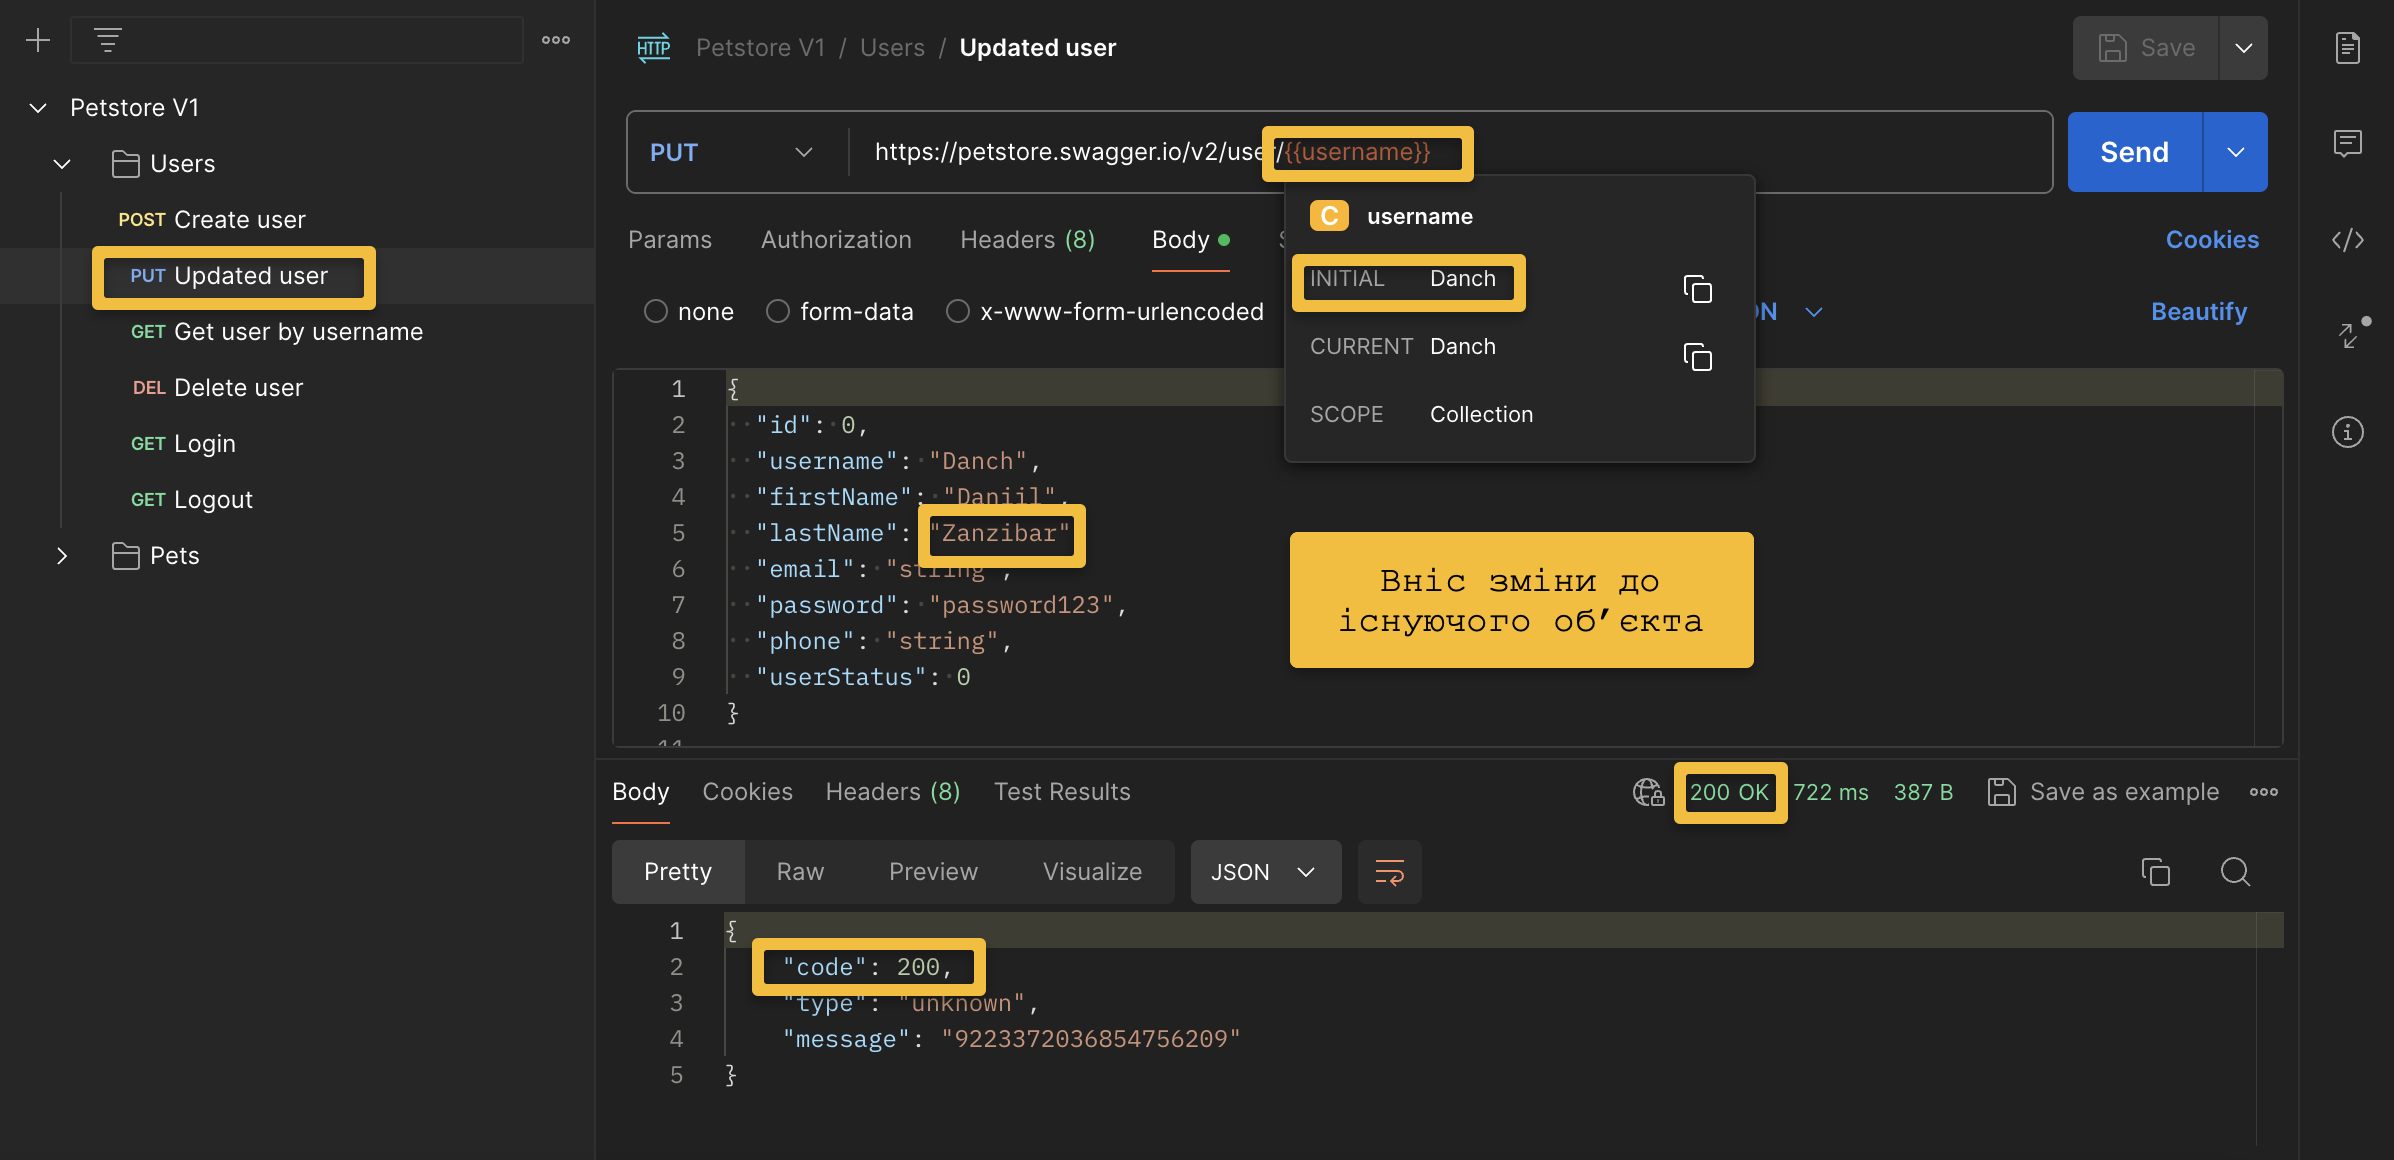 Petstore V1
Users
POST Create user
PUT Updated user
GET Get user by username
DEL Delete user
GET Login
GET Logout
Pets
HTTP Petstore V1 / Users / Updated user
Save
PUT https://petstore.swagger.io/v2/user/{{username}}
Send
Params Authorization Headers (8) Body
Cookies
C username
INITIAL Danch
CURRENT Danch
SCOPE Collection
none form-data x-www-form-urlencoded
Beautify
1 {
2 "id": 0,
3 "username": "Danch",
4 "firstName": "Daniil",
5 "lastName": "Zanzibar"
6 "email": "string",
7 "password": "password123",
8 "phone": "string",
9 "userStatus": 0
10 }
11
Вніс зміни до
існуючого об’єкта
Body Cookies Headers (8) Test Results
200 OK 722 ms 387 B Save as example
Pretty Raw Preview Visualize JSON
1 {
2 "code": 200,
3 "type": "unknown",
4 "message": "9223372036854756209"
5 }